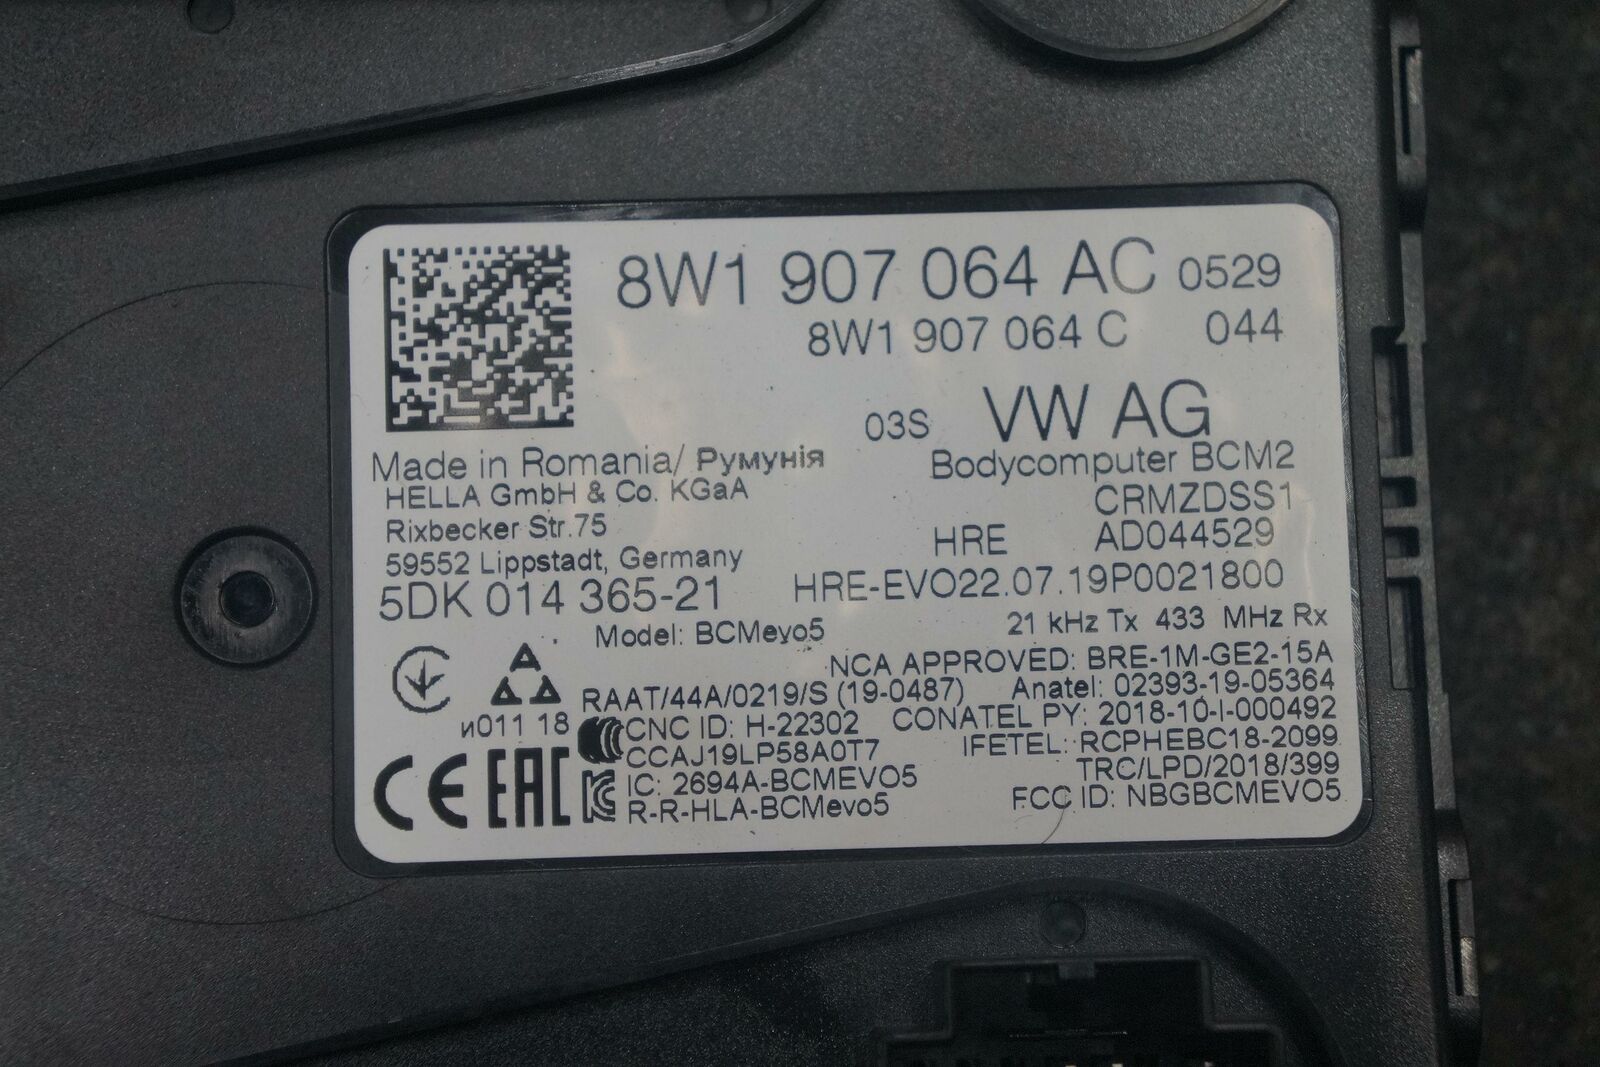 8W1 907 064 AC 0529
8W1 907 064 C 044
03S VW AG
Made in Romania/ Румунія
Bodycomputer BCM2
HELLA GmbH & Co. KGaA
CRMZDSS1
Rixbecker Str.75
HRE AD044529
59552 Lippstadt, Germany
5DK 014 365-21
HRE-EVO22.07.19P0021800
Model: BCMevo5
21 kHz Tx 433 MHz Rx
NCA APPROVED: BRE-1M-GE2-15A
RAAT/44A/0219/S (19-0487)
Anatel: 02393-19-05364
и011 18
CNC ID: H-22302
CONATEL PY: 2018-10-I-000492
CCAJ19LP58A0T7
IFETEL: RCPHEBC18-2099
TRC/LPD/2018/399
CE EAC
IC: 2694A-BCMEVO5
R-R-HLA-BCMevo5
FCC ID: NBGBCMEVO5